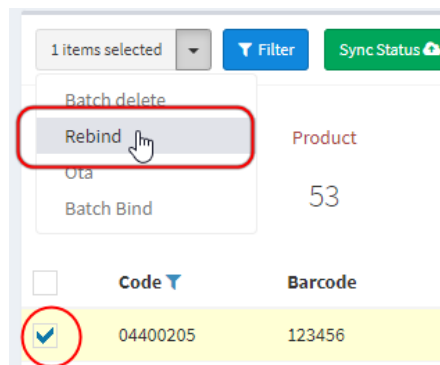 1 items selected Filter Sync Status
Batch delete
Rebind
Ota
Batch Bind
Product
53
Code Barcode
04400205 123456